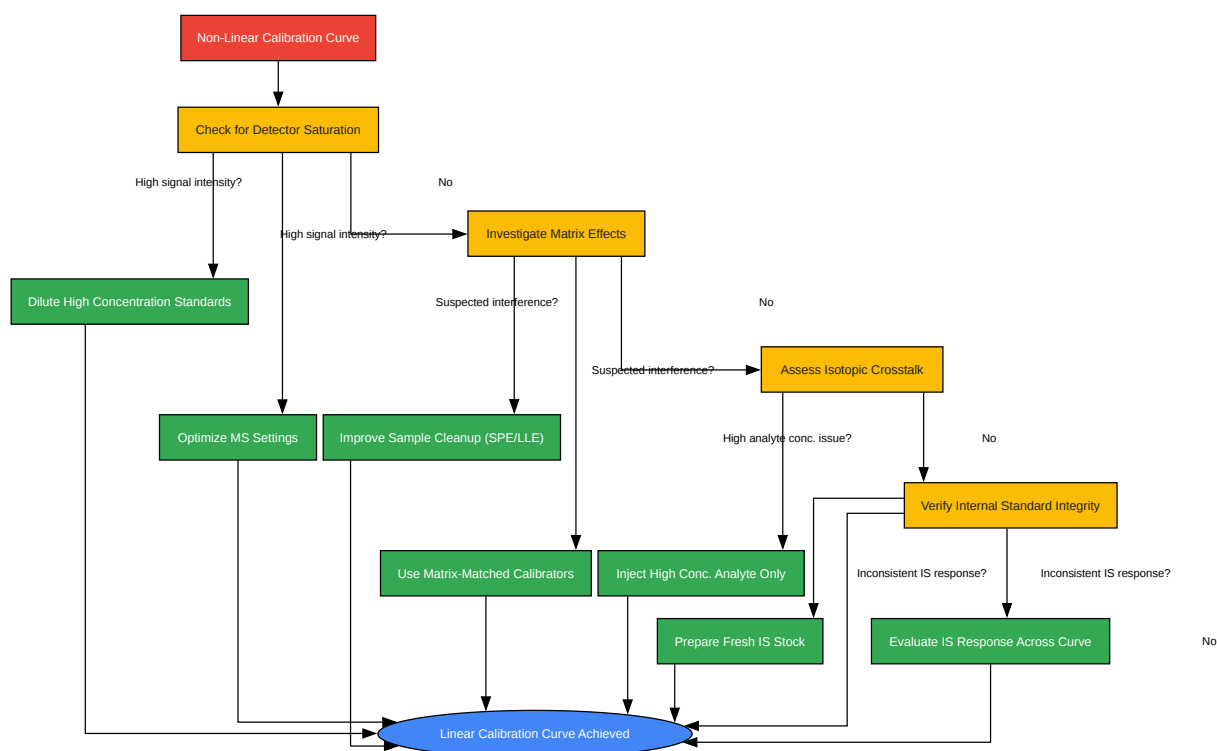 Non-Linear Calibration Curve
Check for Detector Saturation
High signal intensity?
No
High signal intensity?
Investigate Matrix Effects
Dilute High Concentration Standards
Suspected interference?
No
Suspected interference?
Assess Isotopic Crosstalk
Optimize MS Settings
Improve Sample Cleanup (SPE/LLE)
High analyte conc. issue?
No
Verify Internal Standard Integrity
Use Matrix-Matched Calibrators
Inject High Conc. Analyte Only
Inconsistent IS response?
Inconsistent IS response?
Prepare Fresh IS Stock
Evaluate IS Response Across Curve
No
Linear Calibration Curve Achieved